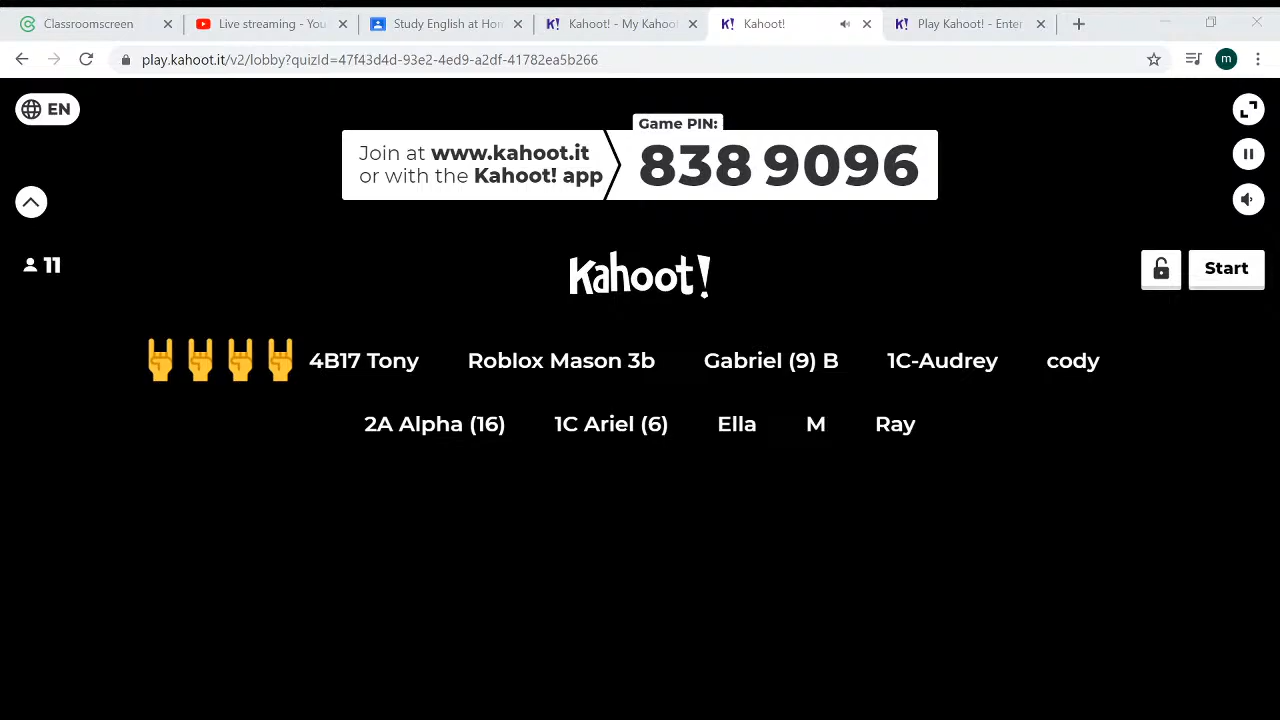 Classroomscreen Live streaming - You Study English at Hon Kahoot! - My Kahoo Kahoot! Play Kahoot! - Enter
play.kahoot.it/v2/lobby?quizId=47f43d4d-93e2-4ed9-a2df-41782ea5b266 m
EN
Game PIN:
Join at www.kahoot.it
or with the Kahoot! app
838 9096
11
Kahoot!
Start
🤘🤘🤘🤘 4B17 Tony Roblox Mason 3b Gabriel (9) B 1C-Audrey cody
2A Alpha (16) 1C Ariel (6) Ella M Ray